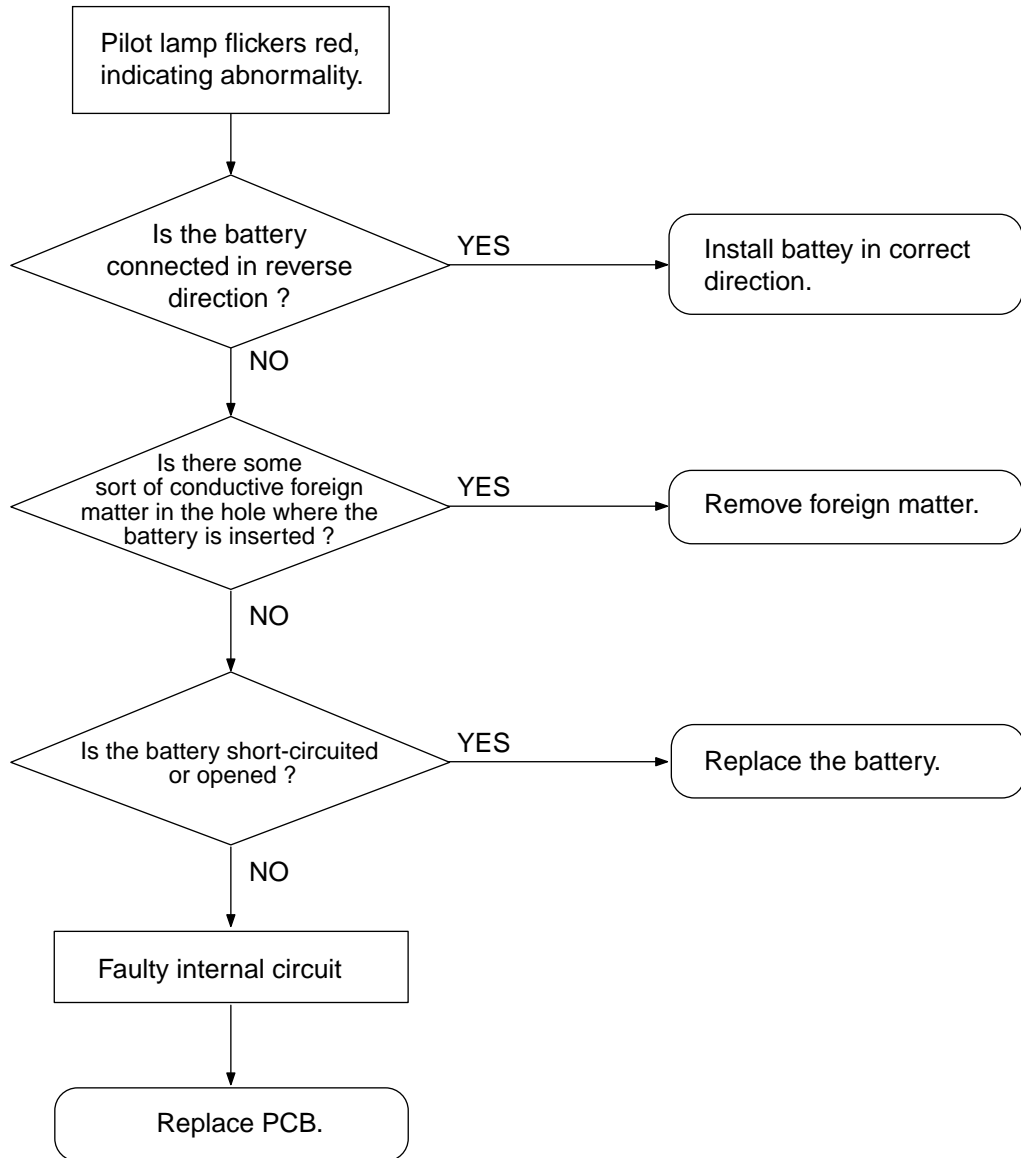 Pilot lamp flickers red,
indicating abnormality.
Is the battery
connected in reverse
direction ?
YES
Install battey in correct
direction.
NO
Is there some
sort of conductive foreign
matter in the hole where the
battery is inserted ?
YES
Remove foreign matter.
NO
Is the battery short-circuited
or opened ?
YES
Replace the battery.
NO
Faulty internal circuit
Replace PCB.